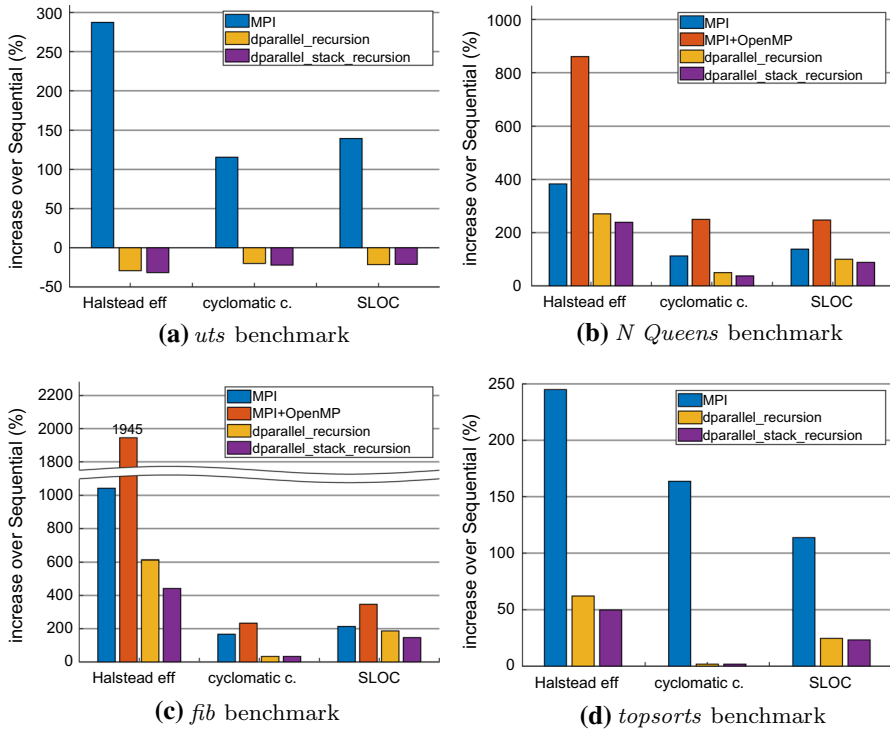 increase over Sequential (%)
300
250
200
150
100
50
0
-50
MPI
dparallel_recursion
dparallel_stack_recursion
Halstead eff
cyclomatic c.
SLOC
(a) uts benchmark
increase over Sequential (%)
1000
800
600
400
200
0
MPI
MPI+OpenMP
dparallel_recursion
dparallel_stack_recursion
Halstead eff
cyclomatic c.
SLOC
(b) N Queens benchmark
increase over Sequential (%)
2200
2000
1800
1000
800
600
400
200
0
1945
MPI
MPI+OpenMP
dparallel_recursion
dparallel_stack_recursion
Halstead eff
cyclomatic c.
SLOC
(c) fib benchmark
increase over Sequential (%)
250
200
150
100
50
0
MPI
dparallel_recursion
dparallel_stack_recursion
Halstead eff
cyclomatic c.
SLOC
(d) topsorts benchmark